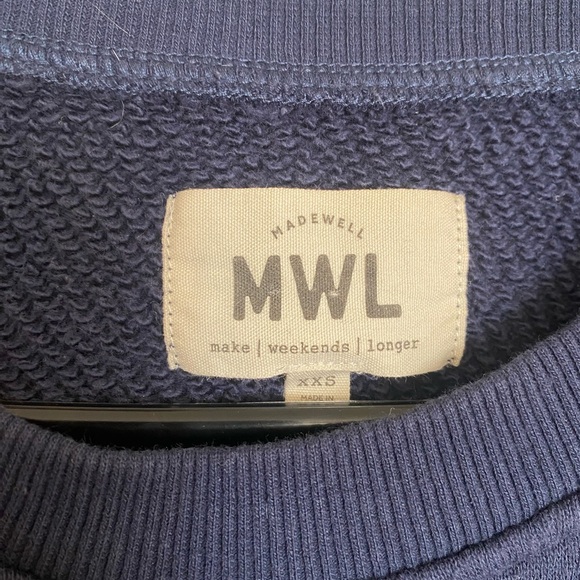 MADEWELL
MWL
make | weekends | longer
XXS
MADE IN